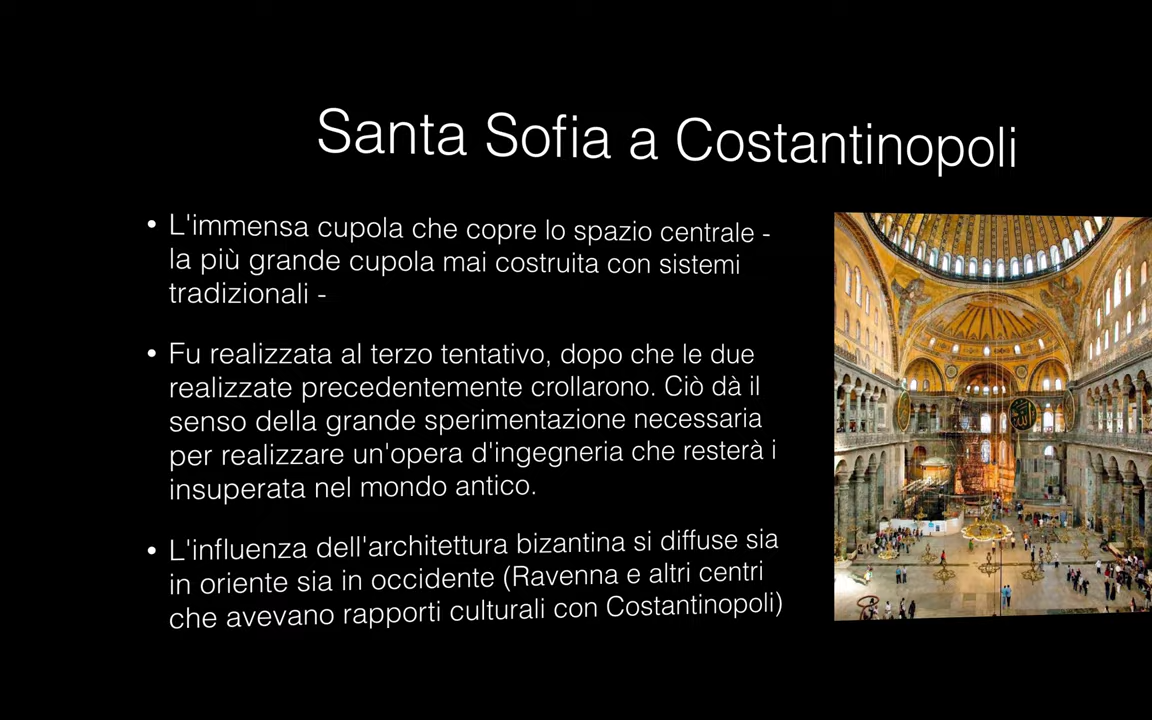 Santa Sofia a Costantinopoli
• L'immensa cupola che copre lo spazio centrale -
la più grande cupola mai costruita con sistemi
tradizionali -
• Fu realizzata al terzo tentativo, dopo che le due
realizzate precedentemente crollarono. Ciò dà il
senso della grande sperimentazione necessaria
per realizzare un'opera d'ingegneria che resterà i
insuperata nel mondo antico.
• L'influenza dell'architettura bizantina si diffuse sia
in oriente sia in occidente (Ravenna e altri centri
che avevano rapporti culturali con Costantinopoli)